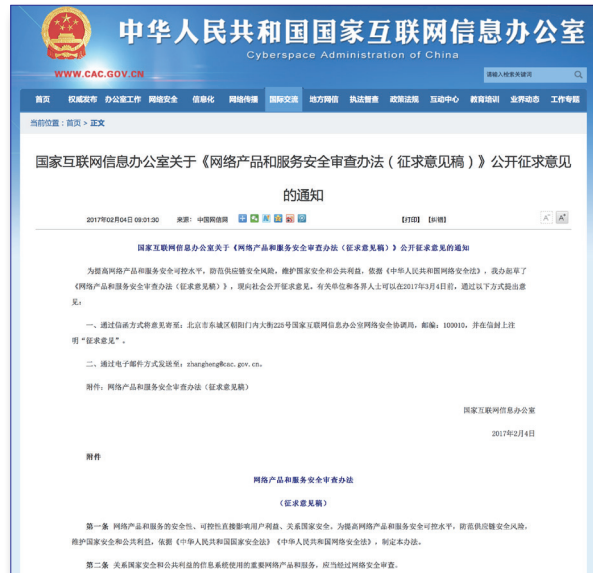 中华人民共和国国家互联网信息办公室
Cyberspace Administration of China
WWW.CAC.GOV.CN
请输入检索关键词
首页 权威发布 办公室工作 网络安全 信息化 网络传播 国际交流 地方网信 执法督查 政策法规 互动中心 教育培训 业界动态 工作专题
当前位置：首页 > 正文
国家互联网信息办公室关于《网络产品和服务安全审查办法（征求意见稿）》公开征求意见
的通知
2017年02月04日 09:01:30 来源：中国网信网 【打印】 【纠错】 A- A+
国家互联网信息办公室关于《网络产品和服务安全审查办法（征求意见稿）》公开征求意见的通知
为提高网络产品和服务安全可控水平，防范供应链安全风险，维护国家安全和公共利益，依据《中华人民共和国网络安全法》，我办起草了
《网络产品和服务安全审查办法（征求意见稿）》，现向社会公开征求意见。有关单位和各界人士可以在2017年3月4日前，通过以下方式提出意
见：
一、通过信函方式将意见寄至：北京市东城区朝阳门内大街225号国家互联网信息办公室网络安全协调局，邮编：100010，并在信封上注
明“征求意见”。
二、通过电子邮件方式发送至：zhangheng@cac.gov.cn。
附件：网络产品和服务安全审查办法（征求意见稿）
国家互联网信息办公室
2017年2月4日
附件
网络产品和服务安全审查办法
（征求意见稿）
第一条 网络产品和服务的安全性、可控性直接影响用户利益、关系国家安全。为提高网络产品和服务安全可控水平，防范供应链安全风险，
维护国家安全和公共利益，依据《中华人民共和国国家安全法》《中华人民共和国网络安全法》，制定本办法。
第二条 关系国家安全和公共利益的信息系统使用的重要网络产品和服务，应当经过网络安全审查。